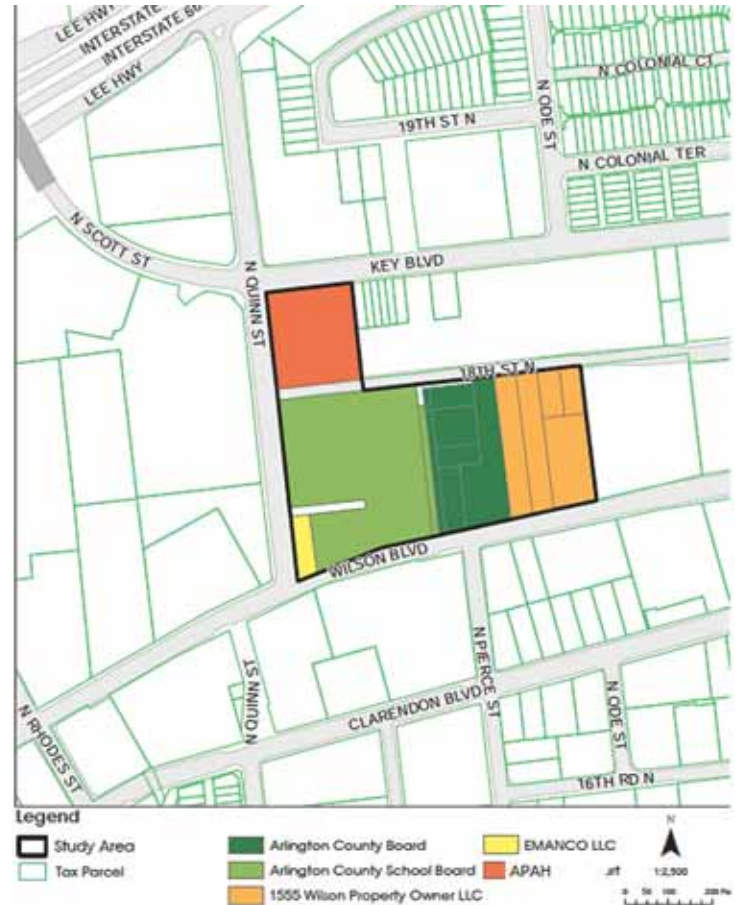 LEE HWY
INTERSTATE
INTERSTATE 66
LEE HWY
N COLONIAL CT
N ODE ST
19TH ST N
N COLONIAL TER
N SCOTT ST
N QUINN ST
KEY BLVD
18TH ST N
WILSON BLVD
N PIERCE ST
N QUINN ST
CLARENDON BLVD
N ODE ST
N RHODES ST
16TH RD N
Legend
Study Area
Tax Parcel
Arlington County Board
Arlington County School Board
1555 Wilson Property Owner LLC
EMANCO LLC
APAH
N
1:2,500
0 50 100 200